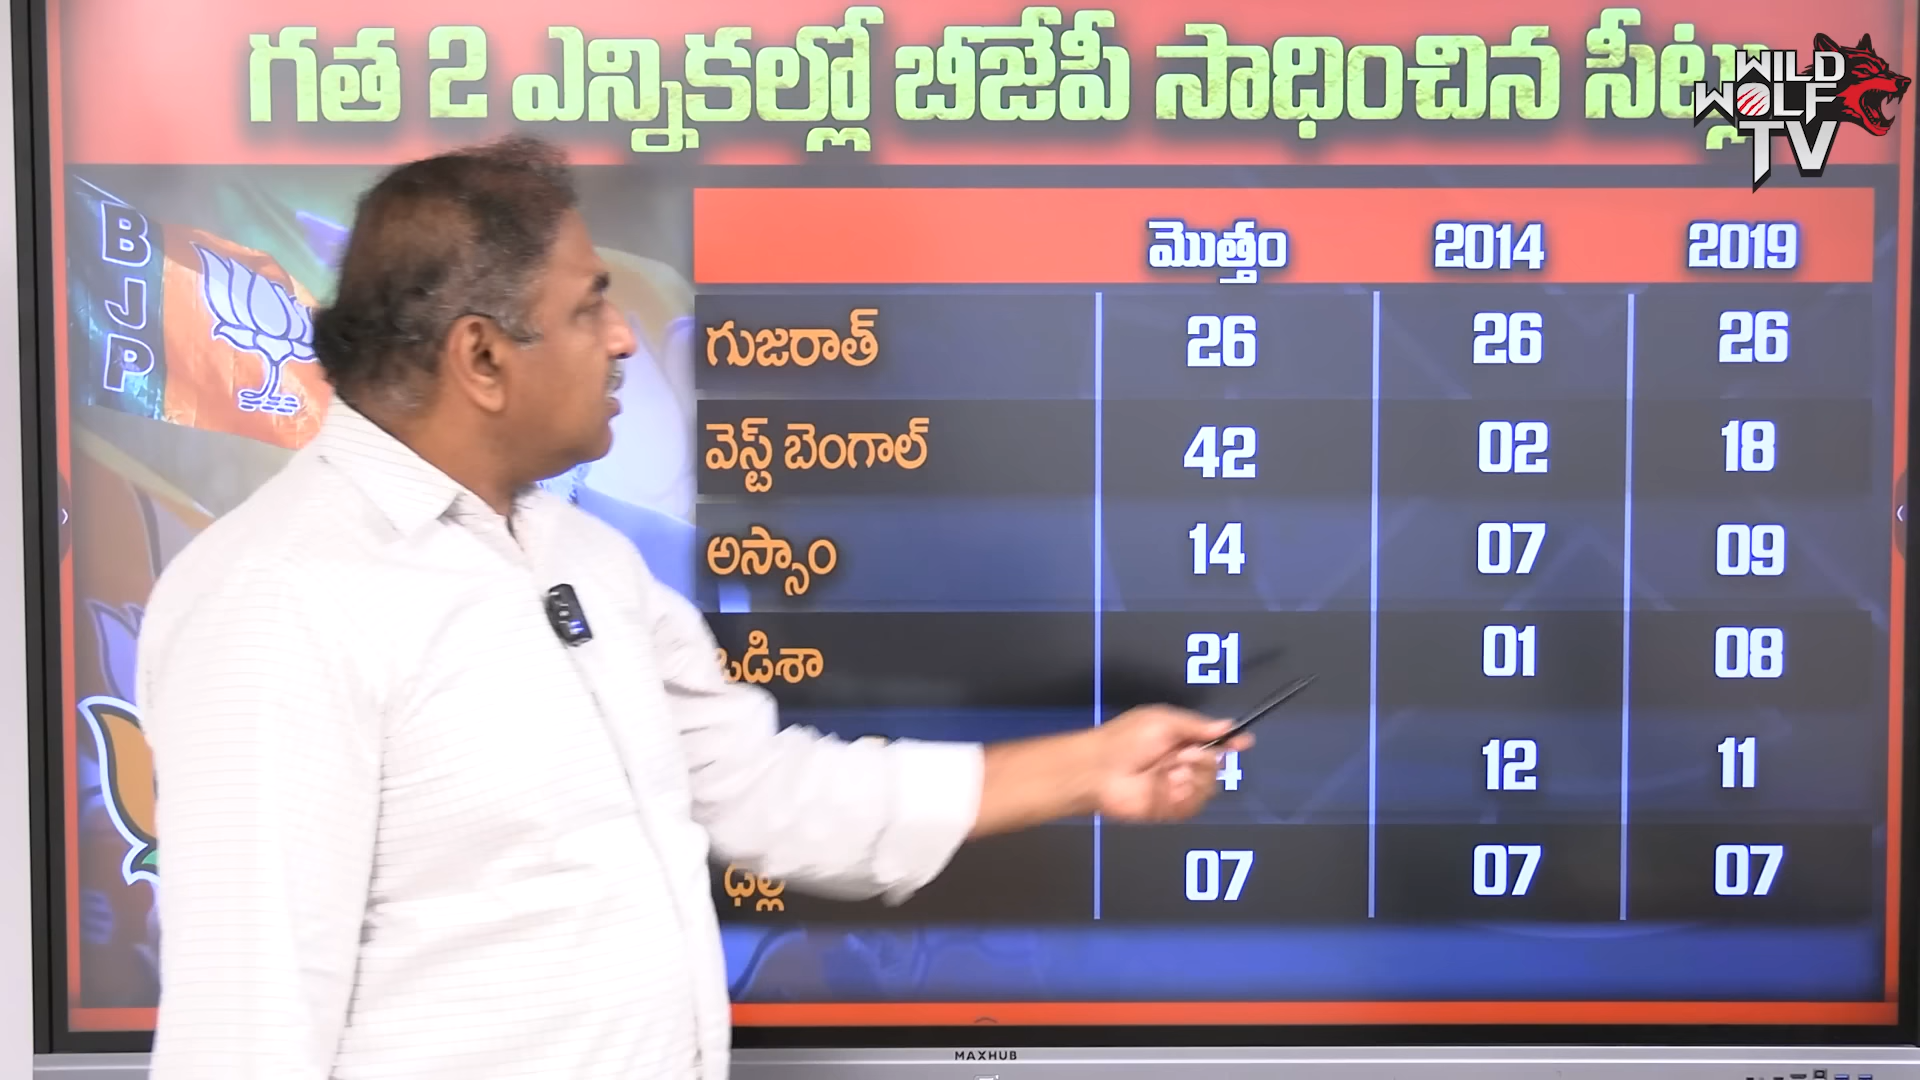 గత 2 ఎన్నికల్లో బీజేపీ సాధించిన సీట్లు
WILD
WOLF
TV
BJP
మొత్తం 2014 2019
గుజరాత్ 26 26 26
వెస్ట్ బెంగాల్ 42 02 18
అస్సాం 14 07 09
ఒడిశా 21 01 08
12 11
07 07 07
MAXHUB